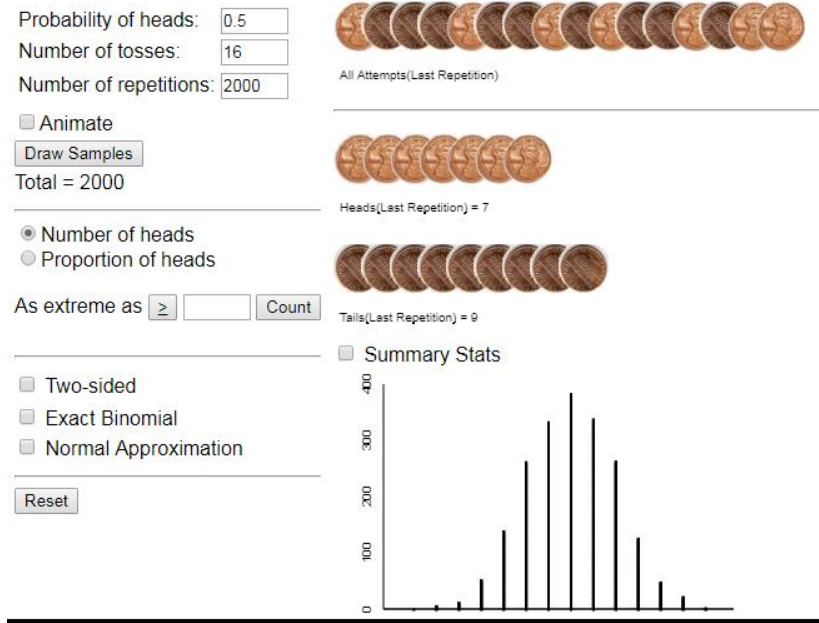 Probability of heads: 0.5
Number of tosses: 16
Number of repetitions: 2000
Animate
Draw Samples
Total = 2000
Number of heads
Proportion of heads
As extreme as ≥ Count
Two-sided
Exact Binomial
Normal Approximation
Reset
All Attempts(Last Repetition)
Heads(Last Repetition) = 7
Tails(Last Repetition) = 9
Summary Stats
400
300
200
100
0